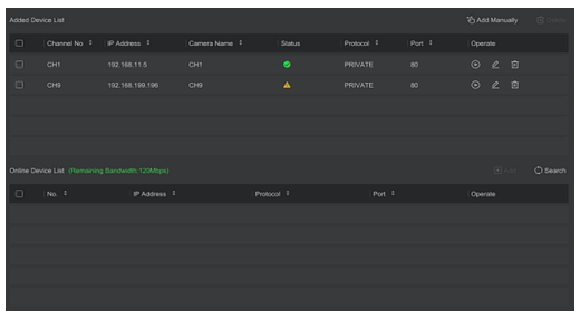 Added Device List Add Manually Delete
Channel No. IP Address Camera Name Status Protocol Port Operate
CH1 192.168.11.5 CH1 PRIVATE 80
CH9 192.168.199.196 CH9 PRIVATE 80
Online Device List (Remaining Bandwidth:120Mbps) Add Search
No. IP Address Protocol Port Operate